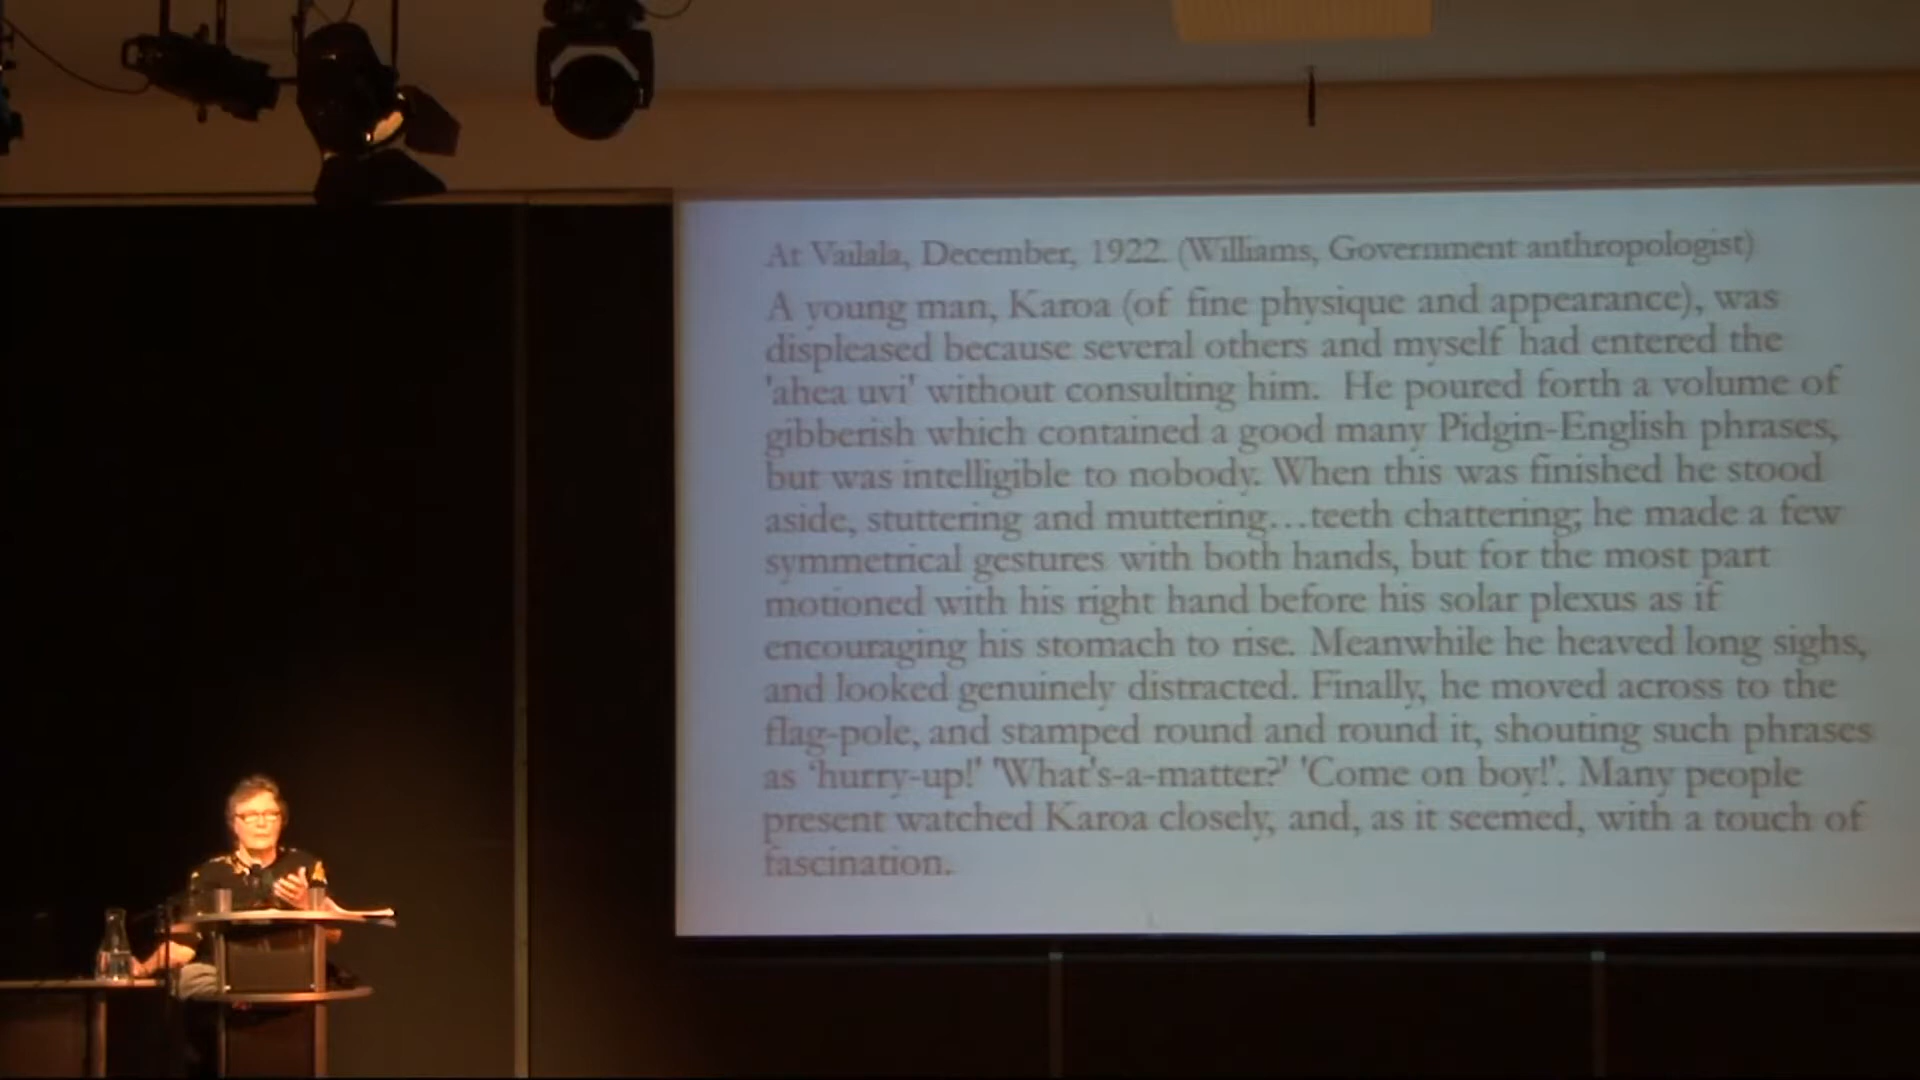 At Vailala, December, 1922. (Williams, Government anthropologist)
A young man, Karoa (of fine physique and appearance), was
displeased because several others and myself had entered the
'ahea uvi' without consulting him. He poured forth a volume of
gibberish which contained a good many Pidgin-English phrases,
but was intelligible to nobody. When this was finished he stood
aside, stuttering and muttering…teeth chattering; he made a few
symmetrical gestures with both hands, but for the most part
motioned with his right hand before his solar plexus as if
encouraging his stomach to rise. Meanwhile he heaved long sighs,
and looked genuinely distracted. Finally, he moved across to the
flag-pole, and stamped round and round it, shouting such phrases
as 'hurry-up!' 'What's-a-matter?' 'Come on boy!'. Many people
present watched Karoa closely, and, as it seemed, with a touch of
fascination.